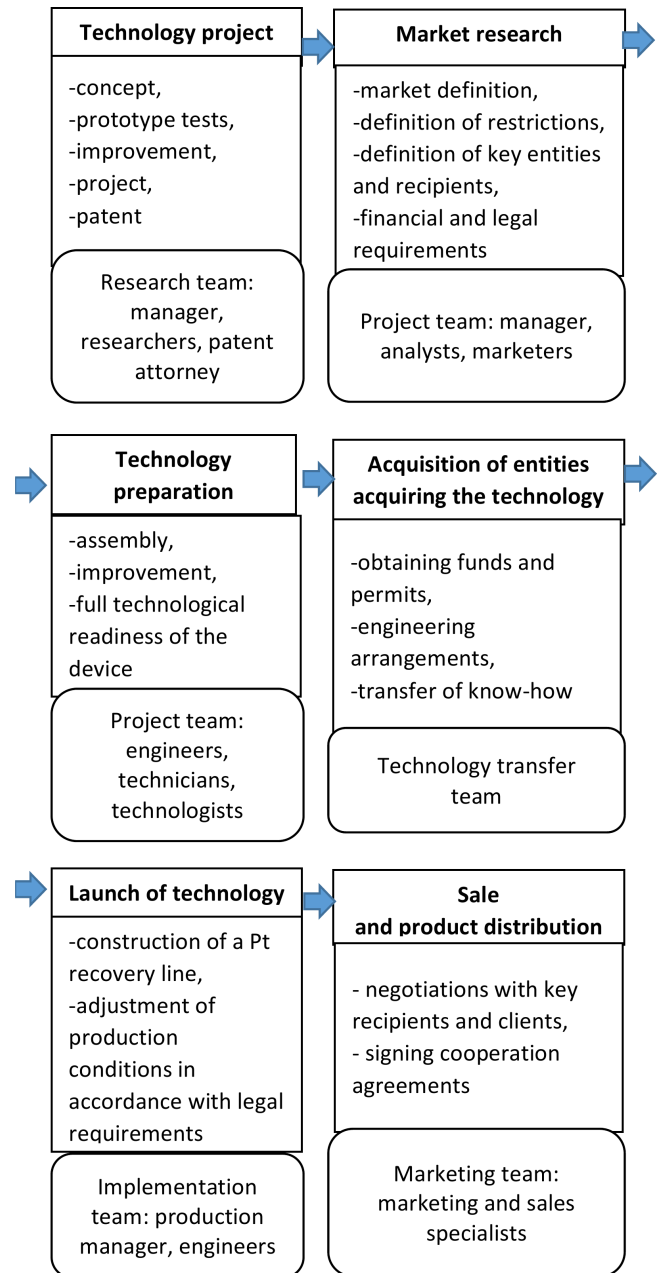 Technology project
-concept,
-prototype tests,
-improvement,
-project,
-patent
Research team:
manager,
researchers, patent
attorney
Market research
-market definition,
-definition of restrictions,
-definition of key entities
and recipients,
-financial and legal
requirements
Project team: manager,
analysts, marketers
Technology
preparation
-assembly,
-improvement,
-full technological
readiness of the
device
Project team:
engineers,
technicians,
technologists
Acquisition of entities
acquiring the technology
-obtaining funds and
permits,
-engineering
arrangements,
-transfer of know-how
Technology transfer
team
Launch of technology
-construction of a Pt
recovery line,
-adjustment of
production
conditions in
accordance with legal
requirements
Implementation
team: production
manager, engineers
Sale
and product distribution
- negotiations with key
recipients and clients,
- signing cooperation
agreements
Marketing team:
marketing and sales
specialists